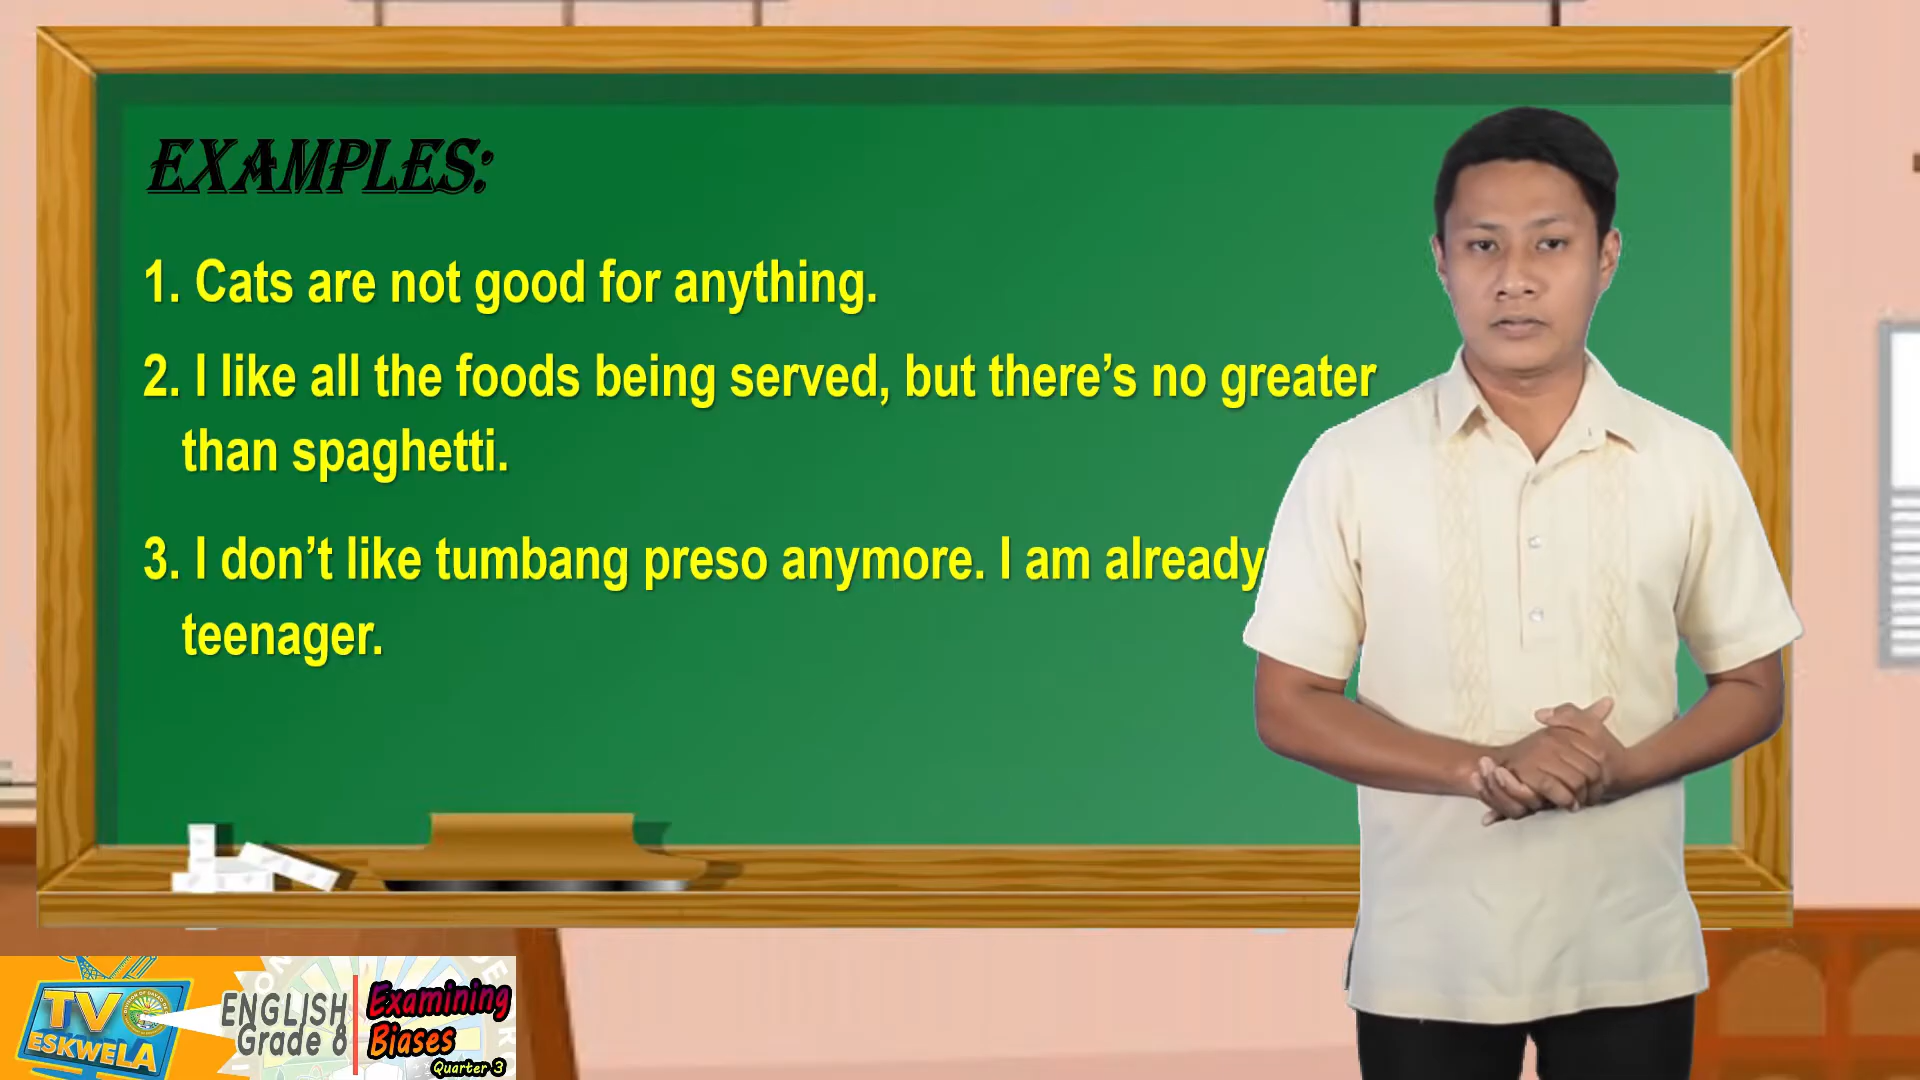 EXAMPLES:
1. Cats are not good for anything.
2. I like all the foods being served, but there’s no greater
than spaghetti.
3. I don’t like tumbang preso anymore. I am already
teenager.
TV
ESKWELA
ENGLISH
Grade 8
Examining
Biases
Quarter 3